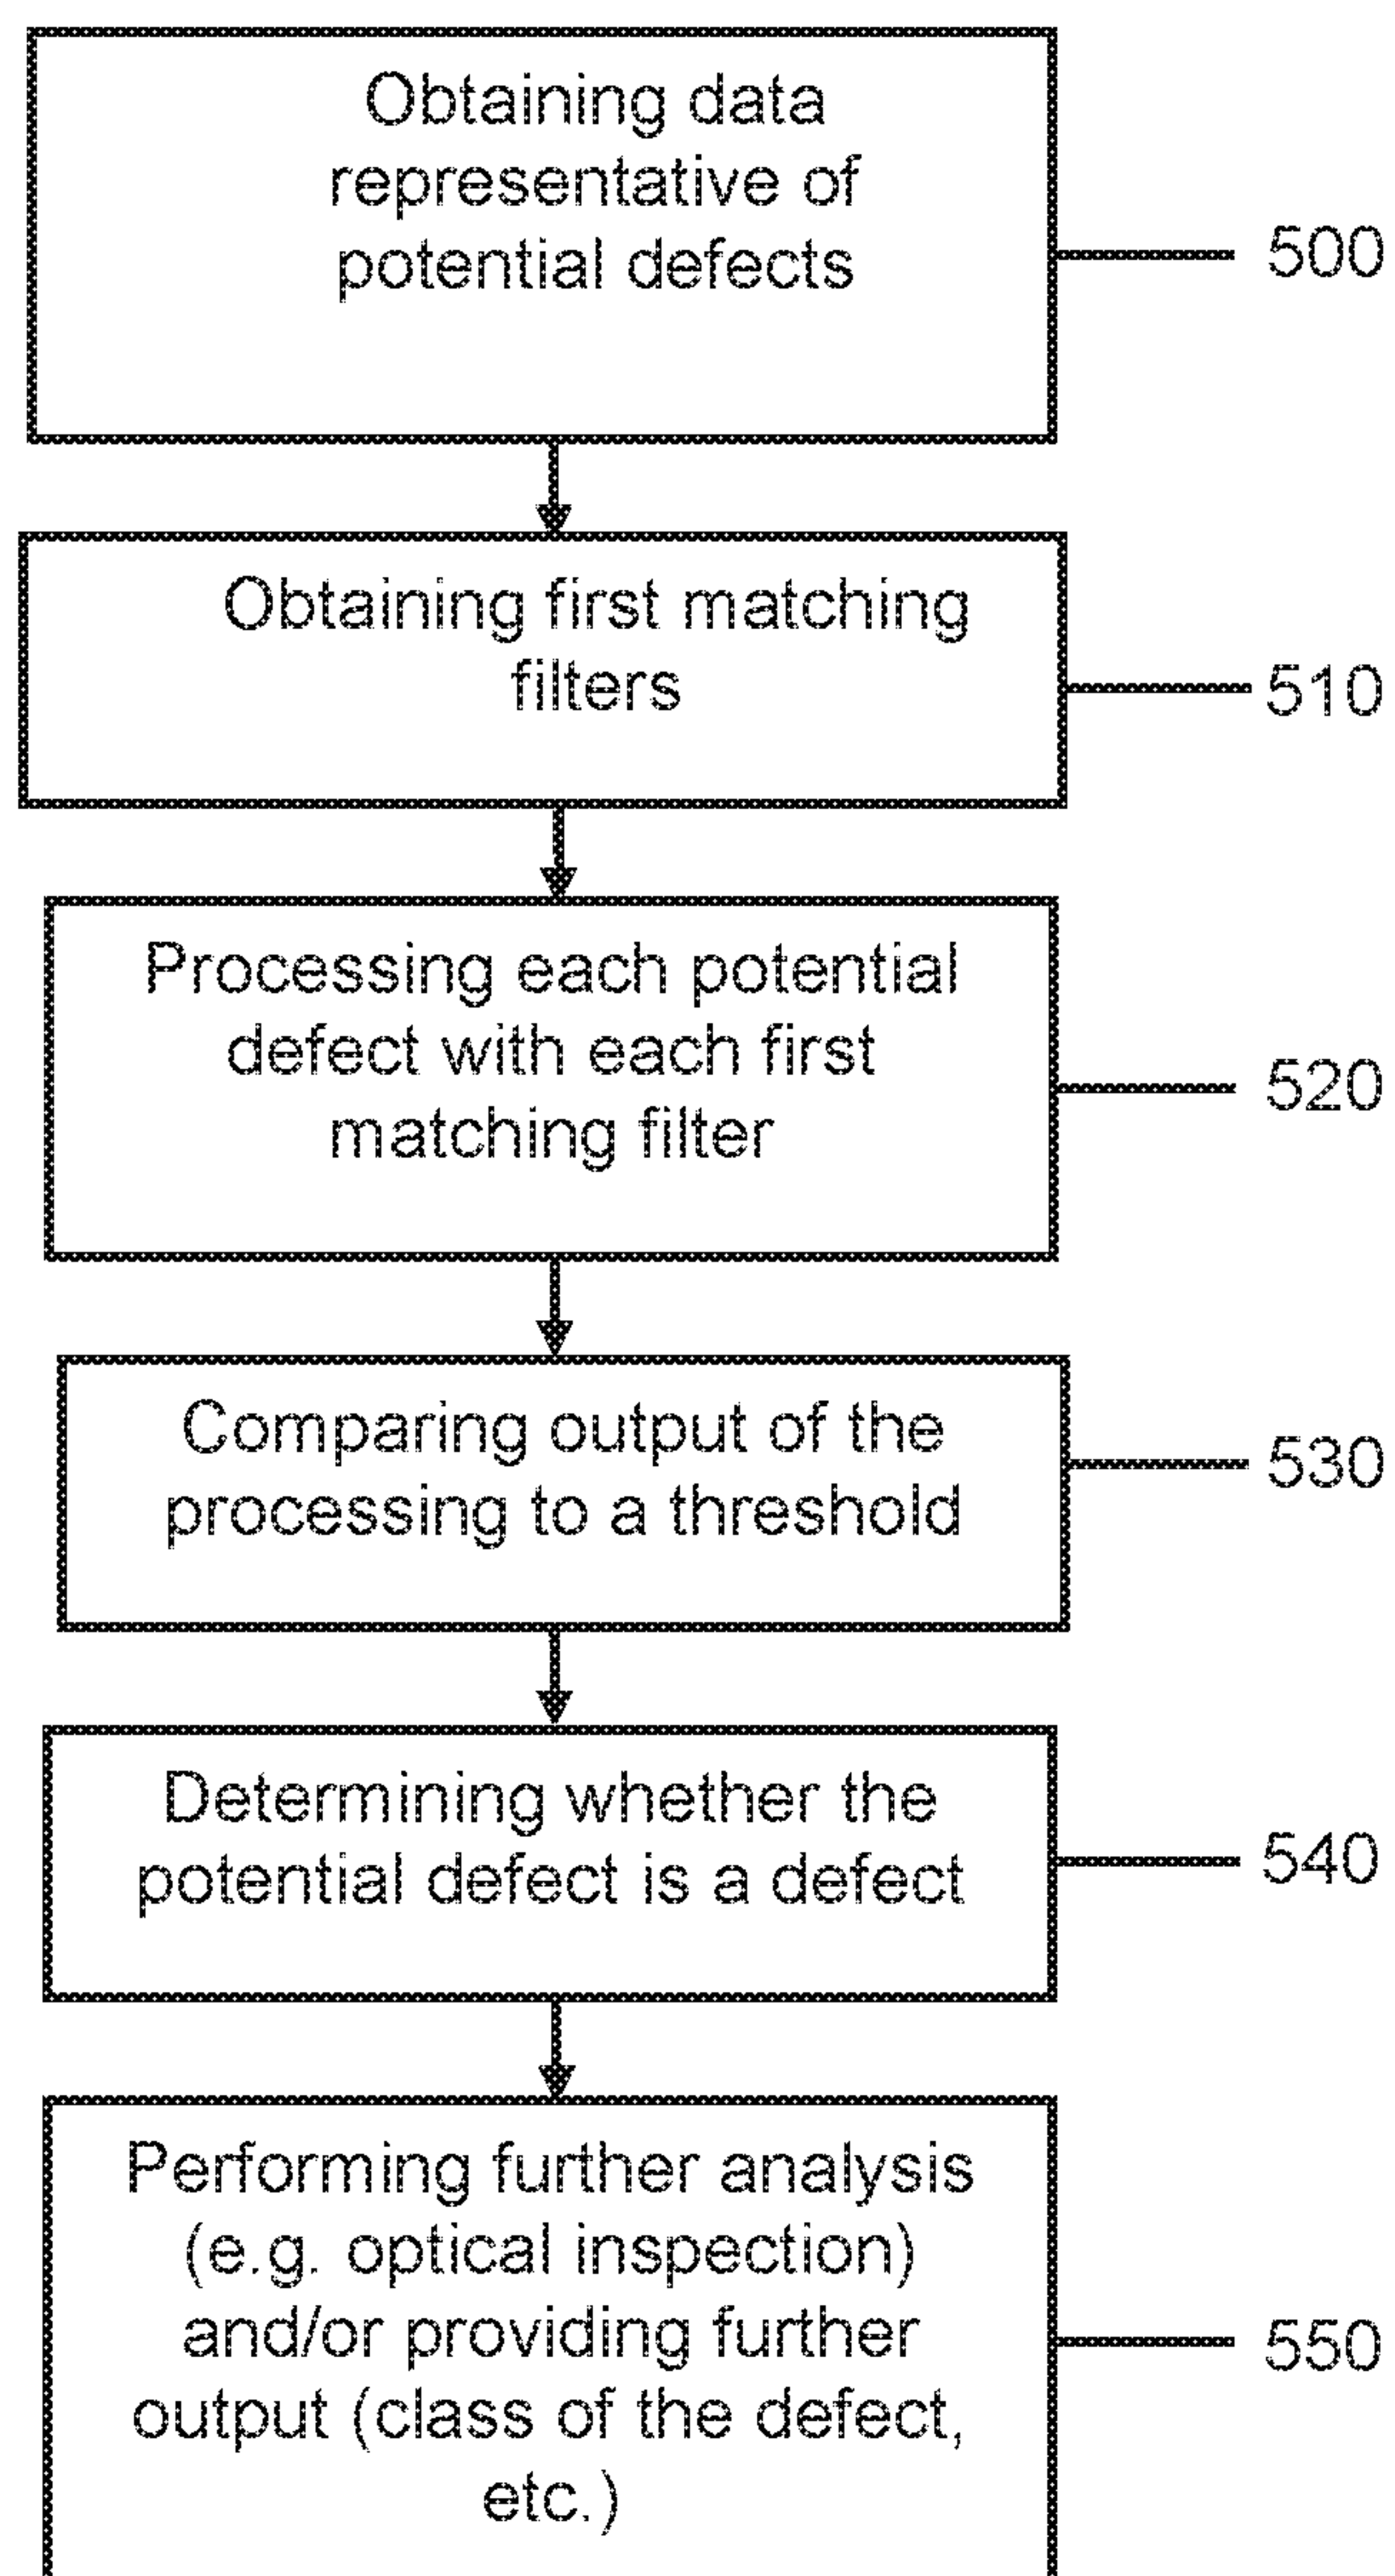 Obtaining data
representative of
potential defects
500
Obtaining first matching
filters
510
Processing each potential
defect with each first
matching filter
520
Comparing output of the
processing to a threshold
530
Determining whether the
potential defect is a defect
540
Performing further analysis
(e.g. optical inspection)
and/or providing further
output (class of the defect,
etc.)
550